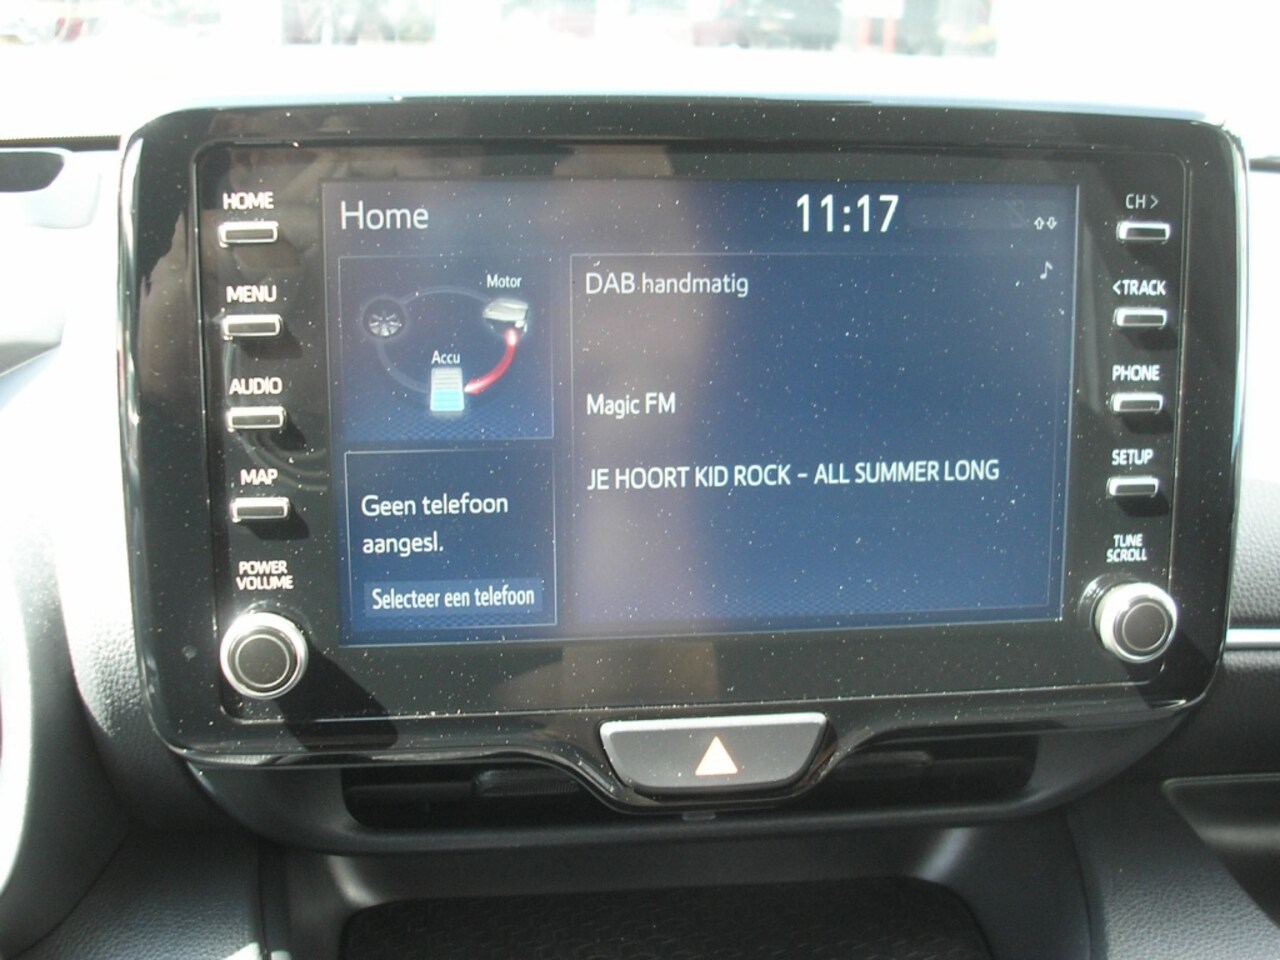 HOME
MENU
AUDIO
MAP
POWER
VOLUME
Home
11:17
Motor
Accu
Geen telefoon
aangesl.
Selecteer een telefoon
DAB handmatig
Magic FM
JE HOORT KID ROCK - ALL SUMMER LONG
CH >
<TRACK
PHONE
SETUP
TUNE
SCROLL